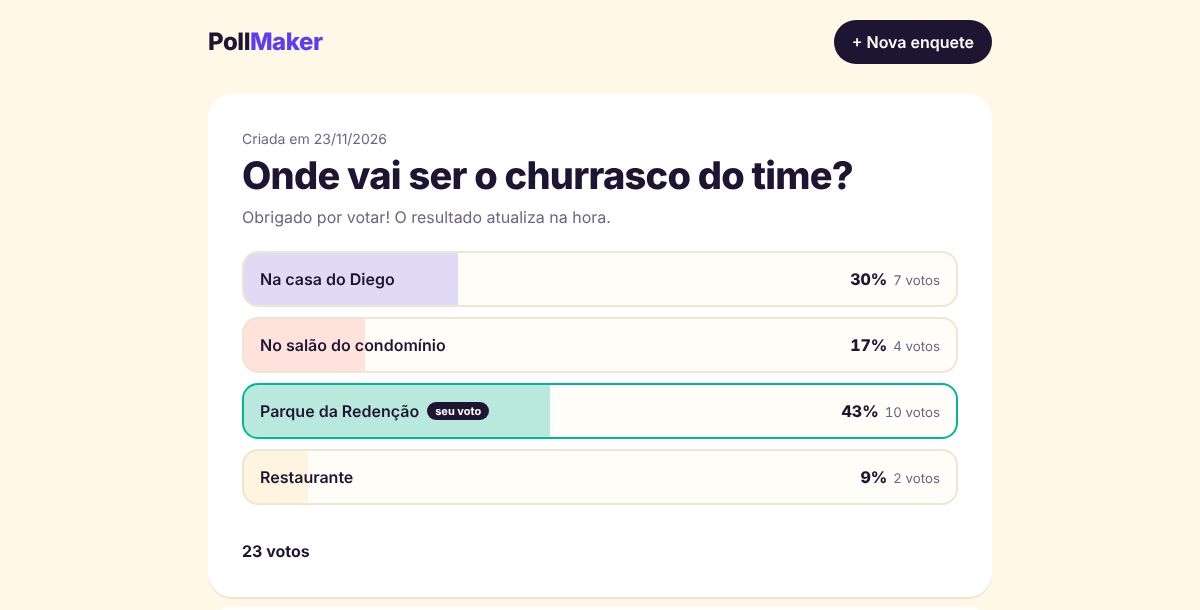 PollMaker
+ Nova enquete
Criada em 23/11/2026
Onde vai ser o churrasco do time?
Obrigado por votar! O resultado atualiza na hora.
Na casa do Diego 30% 7 votos
No salão do condomínio 17% 4 votos
Parque da Redenção seu voto 43% 10 votos
Restaurante 9% 2 votos
23 votos